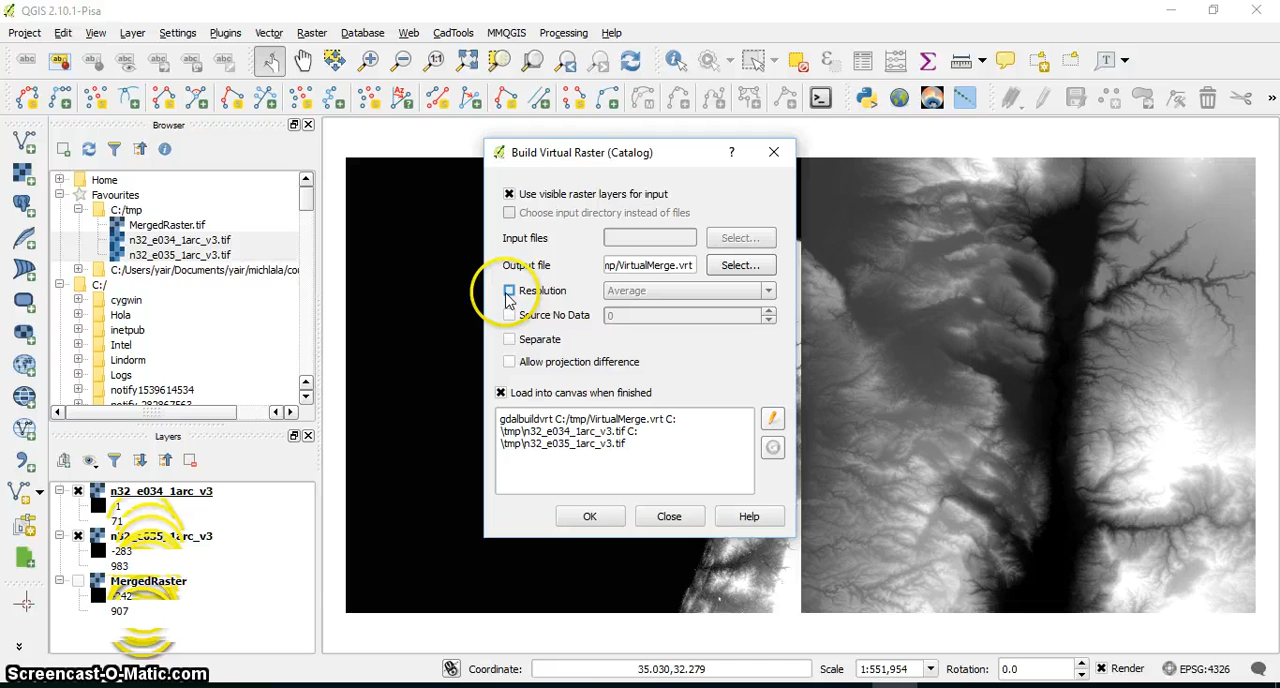 QGIS 2.10.1-Pisa
Project Edit View Layer Settings Plugins Vector Raster Database Web CadTools MMQGIS Processing Help
Browser
Home
Favourites
C:/tmp
MergedRaster.tif
n32_e034_1arc_v3.tif
n32_e035_1arc_v3.tif
C:/Users/yair/Documents/yair/michlala/co
C:/
cygwin
Hola
inetpub
Intel
Lindorm
Logs
notify1539614534
notify282867563
Layers
n32_e034_1arc_v3
1
71
n32_e035_1arc_v3
-283
983
MergedRaster
907
Build Virtual Raster (Catalog)
Use visible raster layers for input
Choose input directory instead of files
Input files Select...
Output file np/VirtualMerge.vrt Select...
Resolution Average
Source No Data 0
Separate
Allow projection difference
Load into canvas when finished
gdalbuildvrt C:/tmp/VirtualMerge.vrt C:
\tmp\n32_e034_1arc_v3.tif C:
\tmp\n32_e035_1arc_v3.tif
OK Close Help
Coordinate: 35.030,32.279 Scale 1:551,954 Rotation: 0.0 Render EPSG:4326
Screencast-O-Matic.com